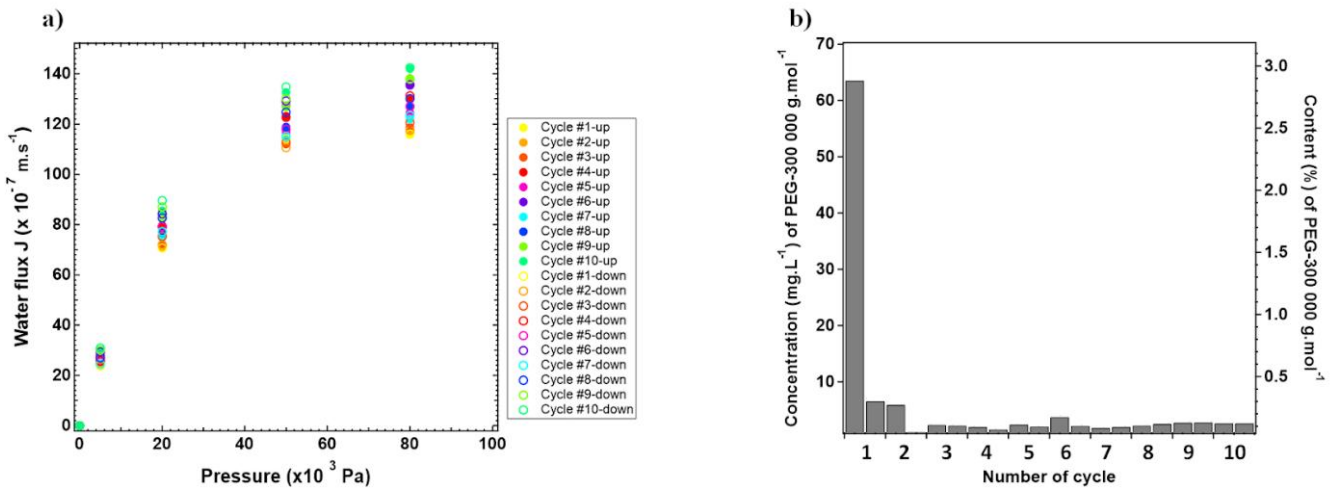 a)
Water flux J (x 10⁻⁷ m.s⁻¹)
140
120
100
80
60
40
20
0
0 20 40 60 80 100
Pressure (x10 ³ Pa)
Cycle #1-up
Cycle #2-up
Cycle #3-up
Cycle #4-up
Cycle #5-up
Cycle #6-up
Cycle #7-up
Cycle #8-up
Cycle #9-up
Cycle #10-up
Cycle #1-down
Cycle #2-down
Cycle #3-down
Cycle #4-down
Cycle #5-down
Cycle #6-down
Cycle #7-down
Cycle #8-down
Cycle #9-down
Cycle #10-down
b)
Concentration (mg.L⁻¹) of PEG-300 000 g.mol⁻¹
70
60
50
40
30
20
10
1 2 3 4 5 6 7 8 9 10
Number of cycle
3.0
2.5
2.0
1.5
1.0
0.5
Content (%) of PEG-300 000 g.mol⁻¹